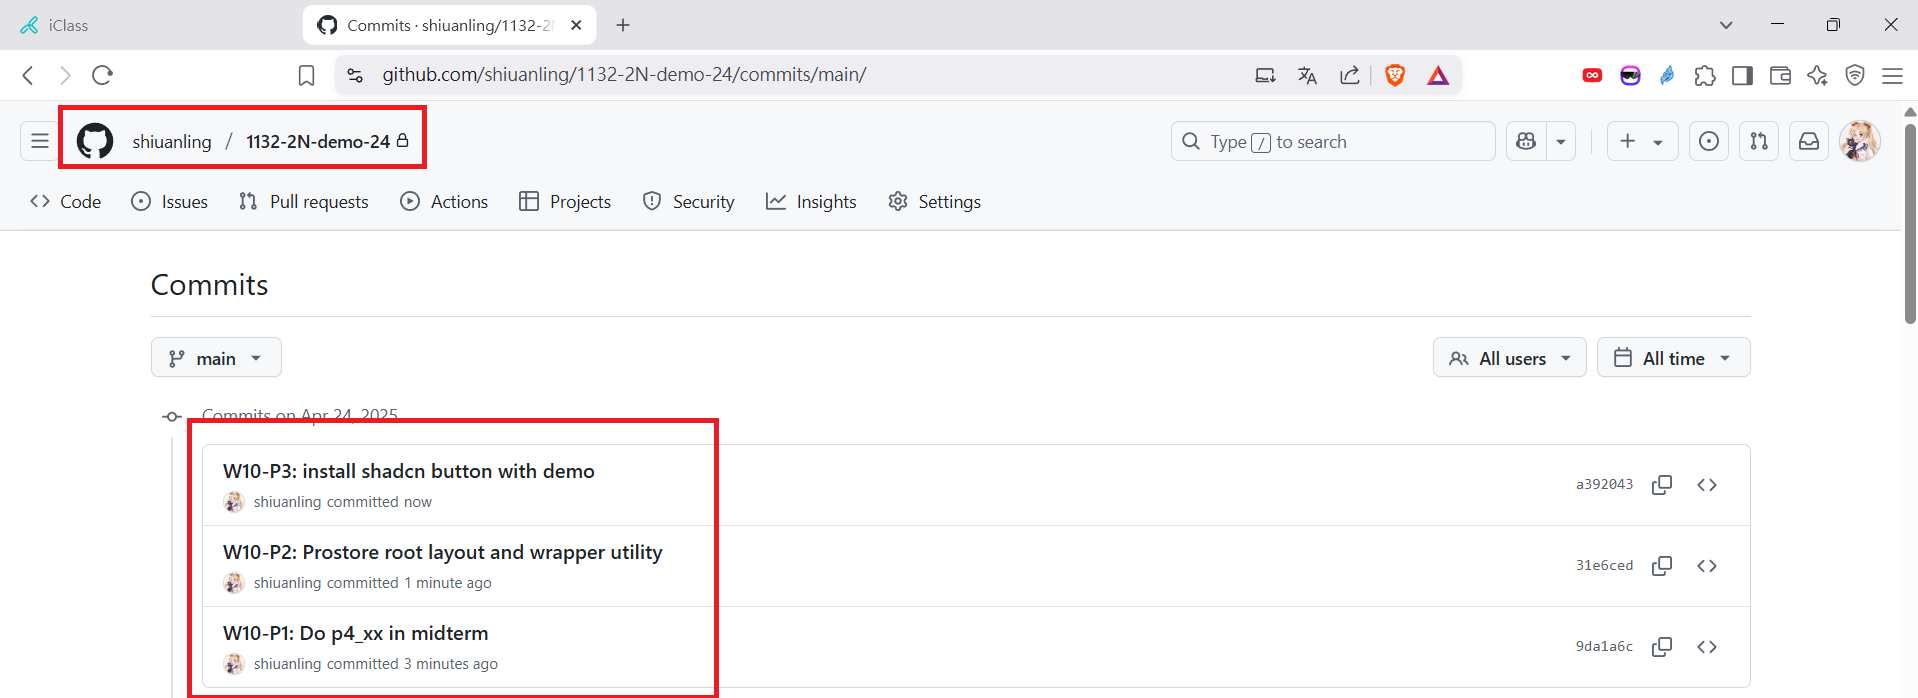 iClass
Commits · shiuanling/1132-2
github.com/shiuanling/1132-2N-demo-24/commits/main/
shiuanling / 1132-2N-demo-24
Type / to search
Code Issues Pull requests Actions Projects Security Insights Settings
Commits
main
All users
All time
Commits on Apr 24, 2025
W10-P3: install shadcn button with demo
shiuanling committed now
a392043
W10-P2: Prostore root layout and wrapper utility
shiuanling committed 1 minute ago
31e6ced
W10-P1: Do p4_xx in midterm
shiuanling committed 3 minutes ago
9da1a6c